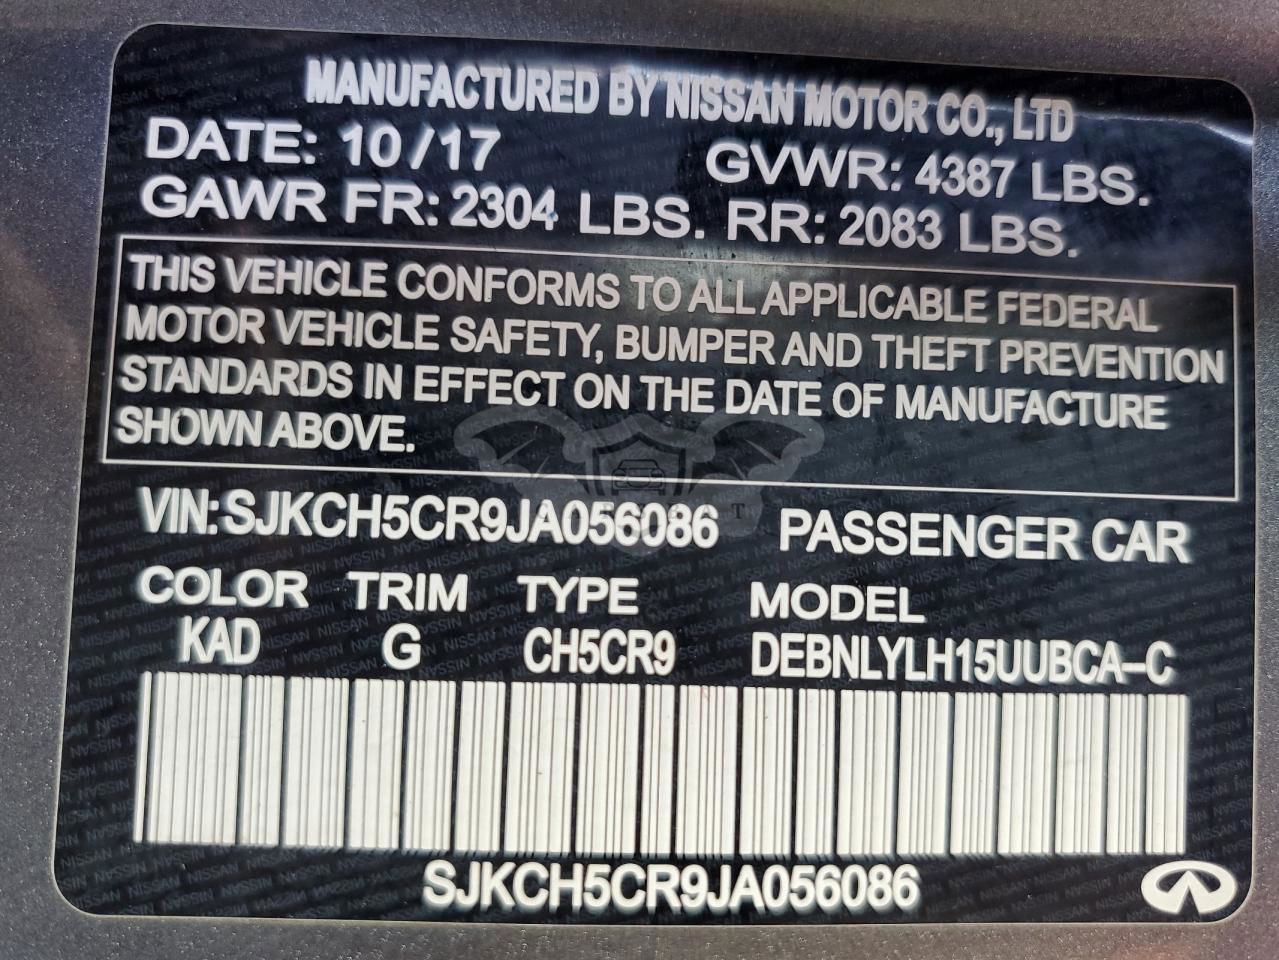 MANUFACTURED BY NISSAN MOTOR CO., LTD
DATE: 10/17 GVWR: 4387 LBS.
GAWR FR: 2304 LBS. RR: 2083 LBS.
THIS VEHICLE CONFORMS TO ALL APPLICABLE FEDERAL
MOTOR VEHICLE SAFETY, BUMPER AND THEFT PREVENTION
STANDARDS IN EFFECT ON THE DATE OF MANUFACTURE
SHOWN ABOVE.
VIN: SJKCH5CR9JA056086 PASSENGER CAR
COLOR TRIM TYPE MODEL
KAD G CH5CR9 DEBNLYLH15UUBCA-C
SJKCH5CR9JA056086